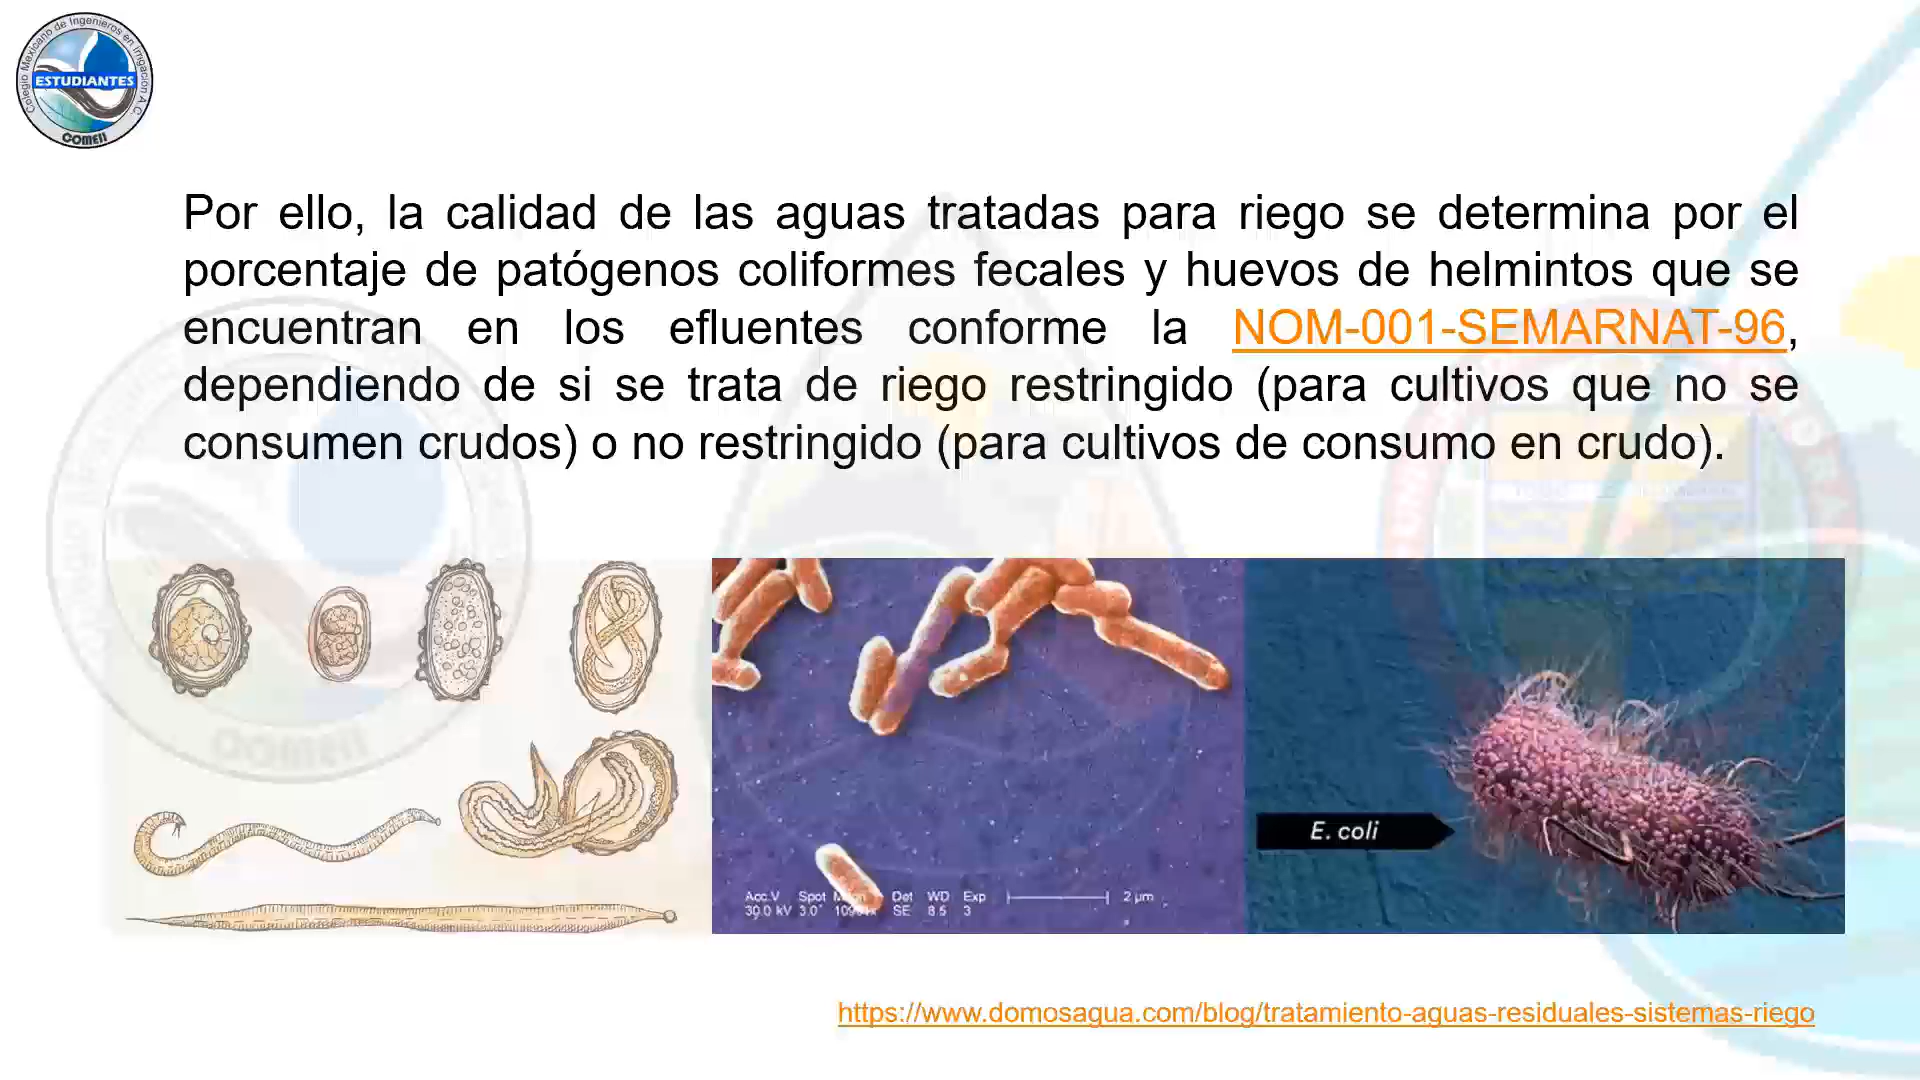 Colegio Mexicano de Ingenieros en Irrigación A.C.
ESTUDIANTES
COMEII
Por ello, la calidad de las aguas tratadas para riego se determina por el
porcentaje de patógenos coliformes fecales y huevos de helmintos que se
encuentran en los efluentes conforme la NOM-001-SEMARNAT-96,
dependiendo de si se trata de riego restringido (para cultivos que no se
consumen crudos) o no restringido (para cultivos de consumo en crudo).
COMEII
E. coli
Acc.V Spot Det WD Exp 2 µm
30.0 kV 3.0 SE 8.5 3
https://www.domosagua.com/blog/tratamiento-aguas-residuales-sistemas-riego